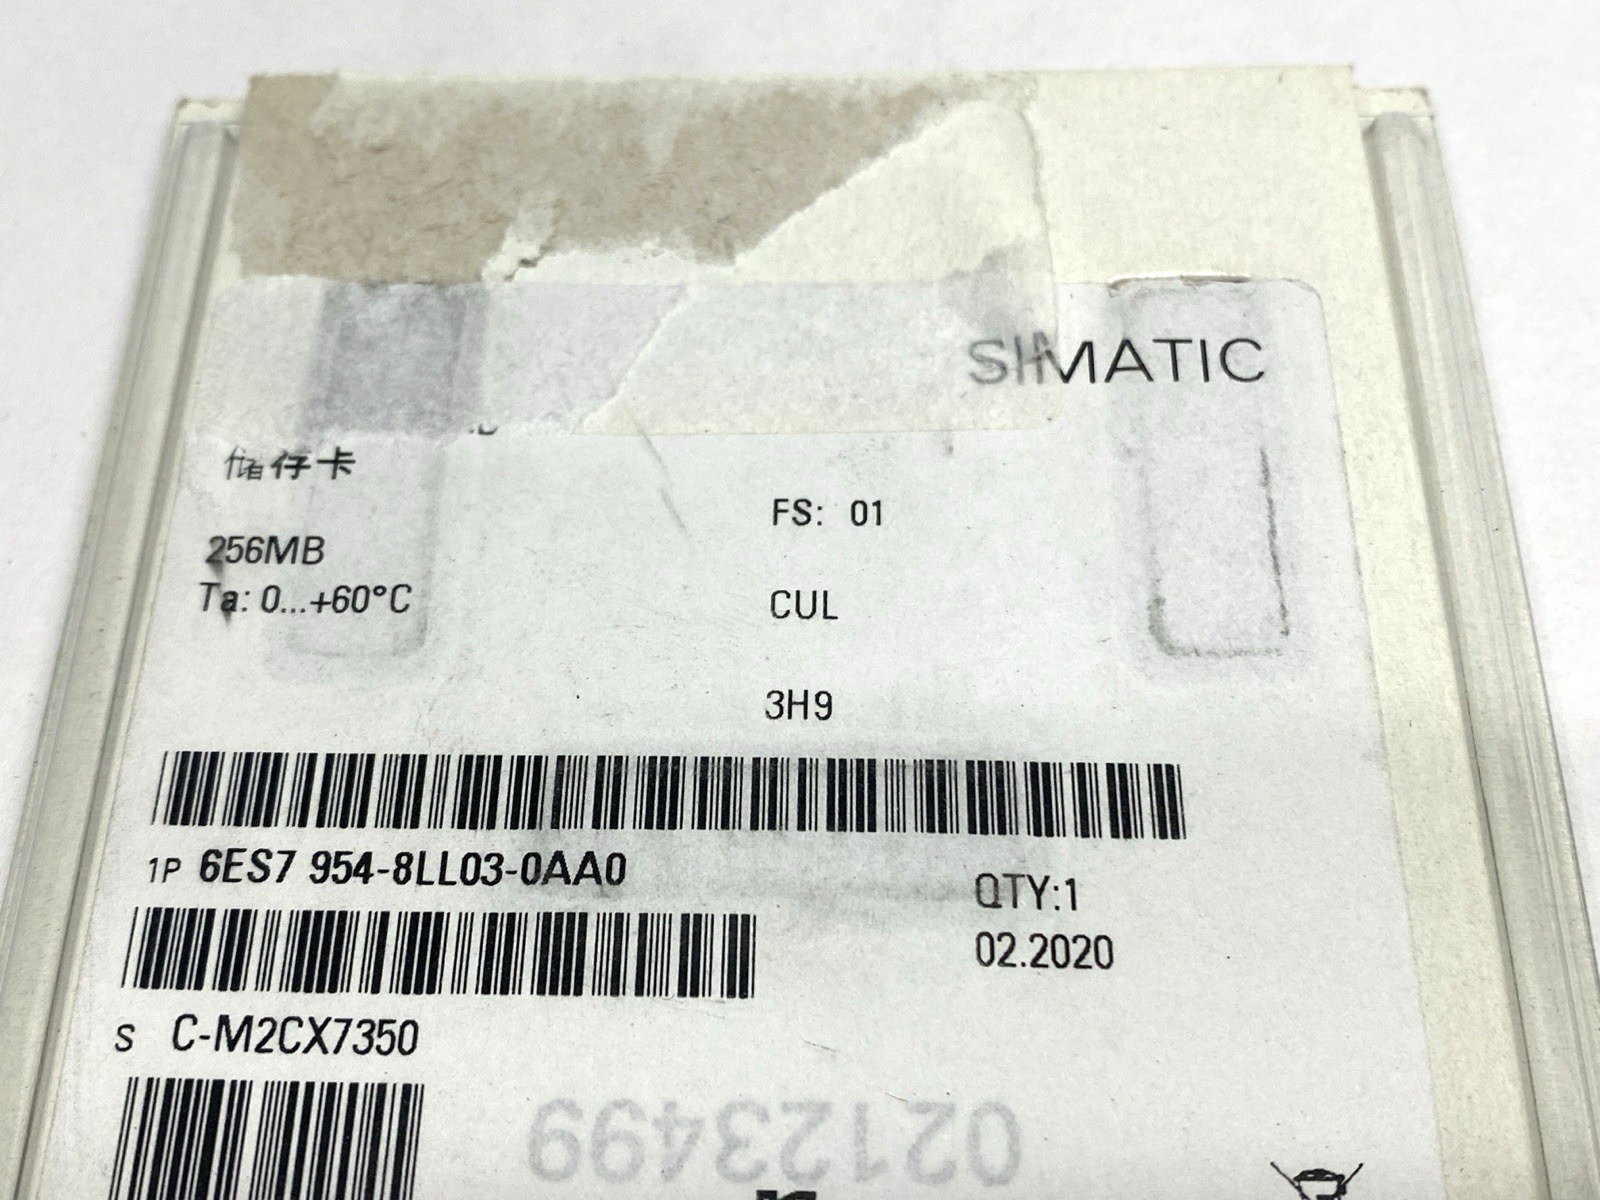 SIMATIC
储存卡
FS: 01
256MB
Ta: 0...+60°C
CUL
3H9
1P 6ES7 954-8LL03-0AA0
QTY:1
02.2020
S C-M2CX7350
02123499